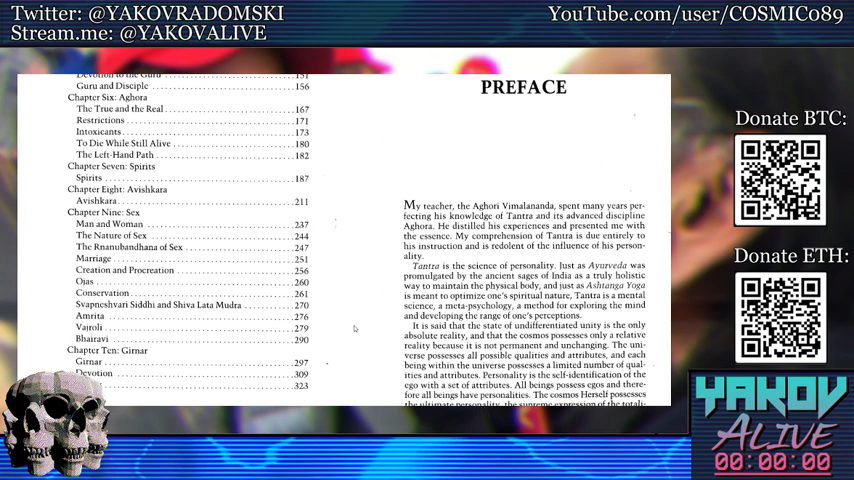 Twitter: @YAKOVRADOMSKI
Stream.me: @YAKOVALIVE
YouTube.com/user/COSMIC089
Devotion to the Guru ........ 151
Guru and Disciple ........ 156
Chapter Six: Aghora
The True and the Real ........ 167
Restrictions ........ 171
Intoxicants ........ 173
To Die While Still Alive ........ 180
The Left-Hand Path ........ 182
Chapter Seven: Spirits
Spirits ........ 187
Chapter Eight: Avishkara
Avishkara ........ 211
Chapter Nine: Sex
Man and Woman ........ 237
The Nature of Sex ........ 244
The Rnanubandhana of Sex ........ 247
Marriage ........ 251
Creation and Procreation ........ 256
Ojas ........ 260
Conservation ........ 261
Svapneshvari Siddhi and Shiva Lata Mudra ........ 270
Amrita ........ 276
Vajroli ........ 279
Bhairavi ........ 290
Chapter Ten: Girnar
Girnar ........ 297
Devotion ........ 309
323
PREFACE
My teacher, the Aghori Vimalananda, spent many years per-
fecting his knowledge of Tantra and its advanced discipline
Aghora. He distilled his experiences and presented me with
the essence. My comprehension of Tantra is due entirely to
his instruction and is redolent of the influence of his person-
ality.
Tantra is the science of personality. Just as Ayurveda was
promulgated by the ancient sages of India as a truly holistic
way to maintain the physical body, and just as Ashtanga Yoga
is meant to optimize one's spiritual nature, Tantra is a mental
science, a meta-psychology, a method for exploring the mind
and developing the range of one's perceptions.
It is said that the state of undifferentiated unity is the only
absolute reality, and that the cosmos possesses only a relative
reality because it is not permanent and unchanging. The uni-
verse possesses all possible qualities and attributes, and each
being within the universe possesses a limited number of qual-
ities and attributes. Personality is the self-identification of the
ego with a set of attributes. All beings possess egos and there-
fore all beings have personalities. The cosmos Herself possesses
the ultimate personality, the supreme expression of the totali-
Donate BTC:
Donate ETH:
YAKOV
ALIVE
00:00:00